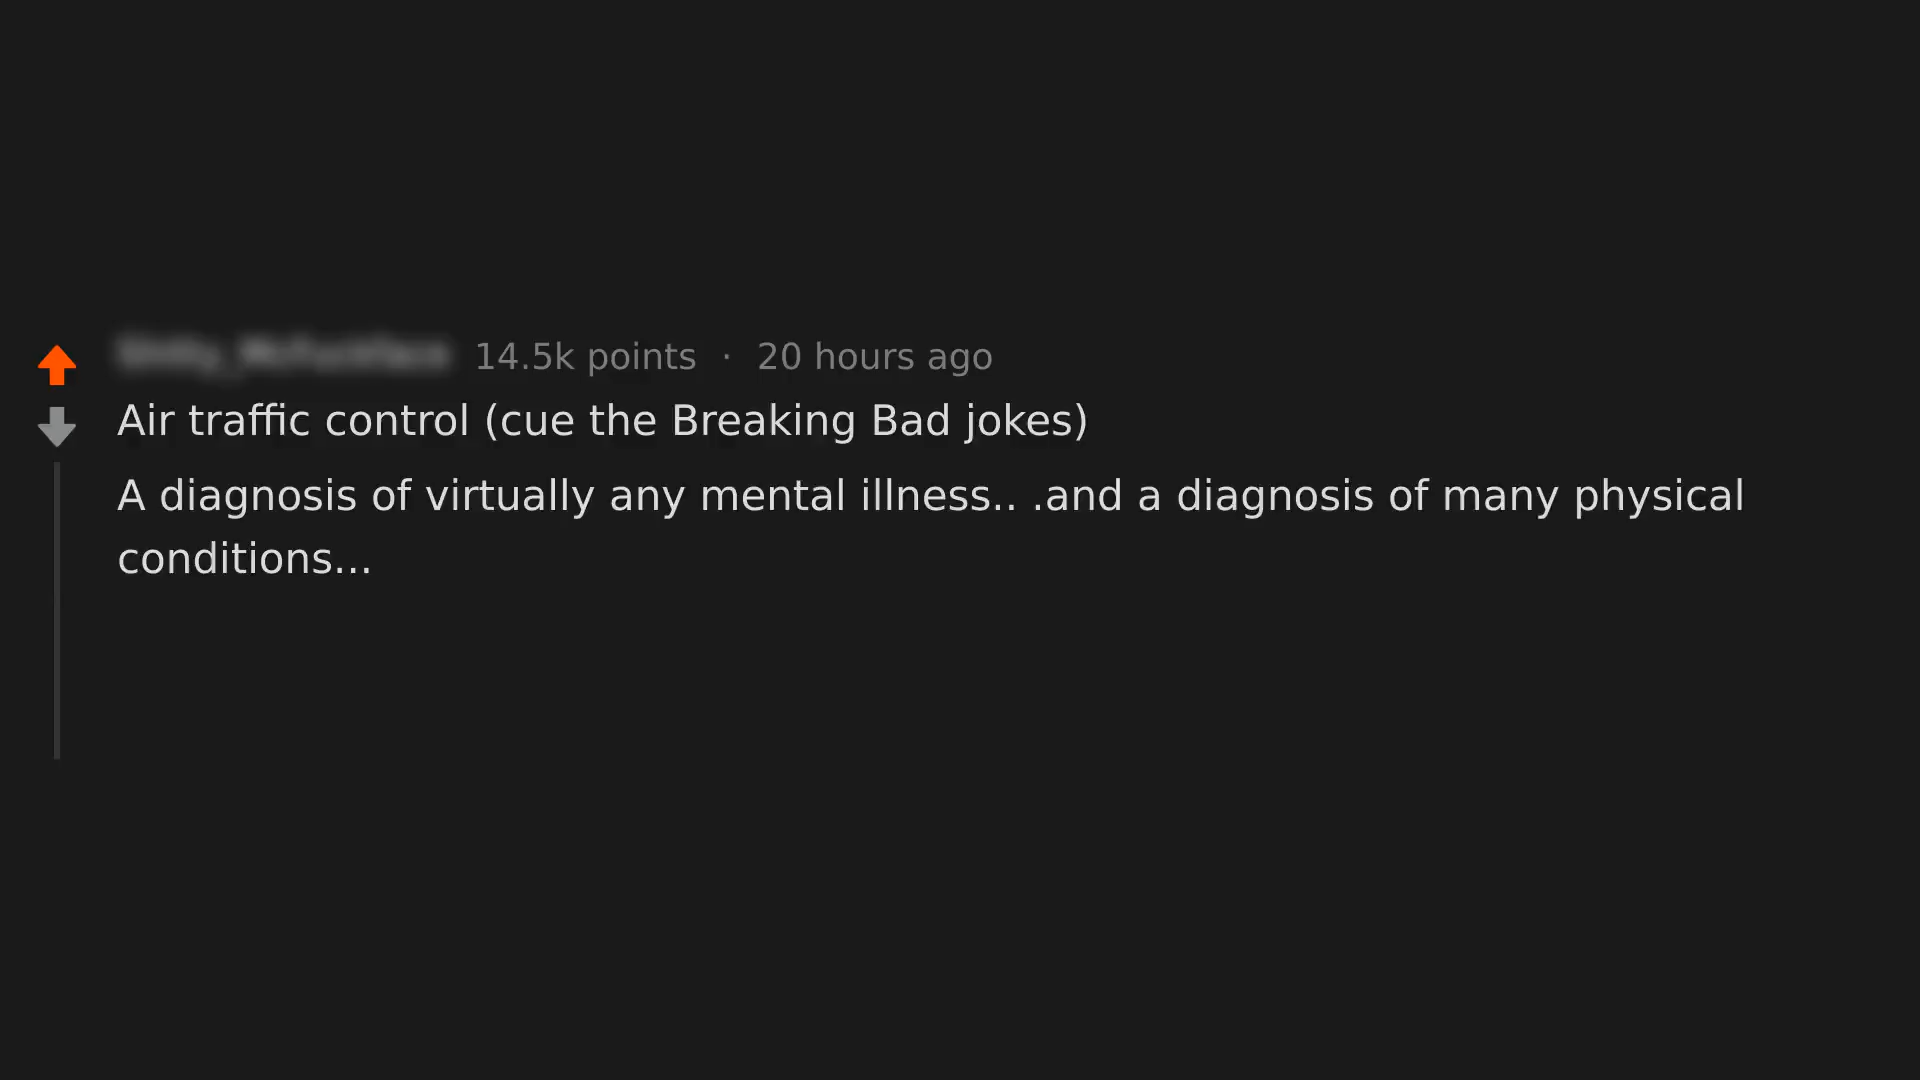 14.5k points · 20 hours ago
Air traffic control (cue the Breaking Bad jokes)
A diagnosis of virtually any mental illness.. .and a diagnosis of many physical
conditions...